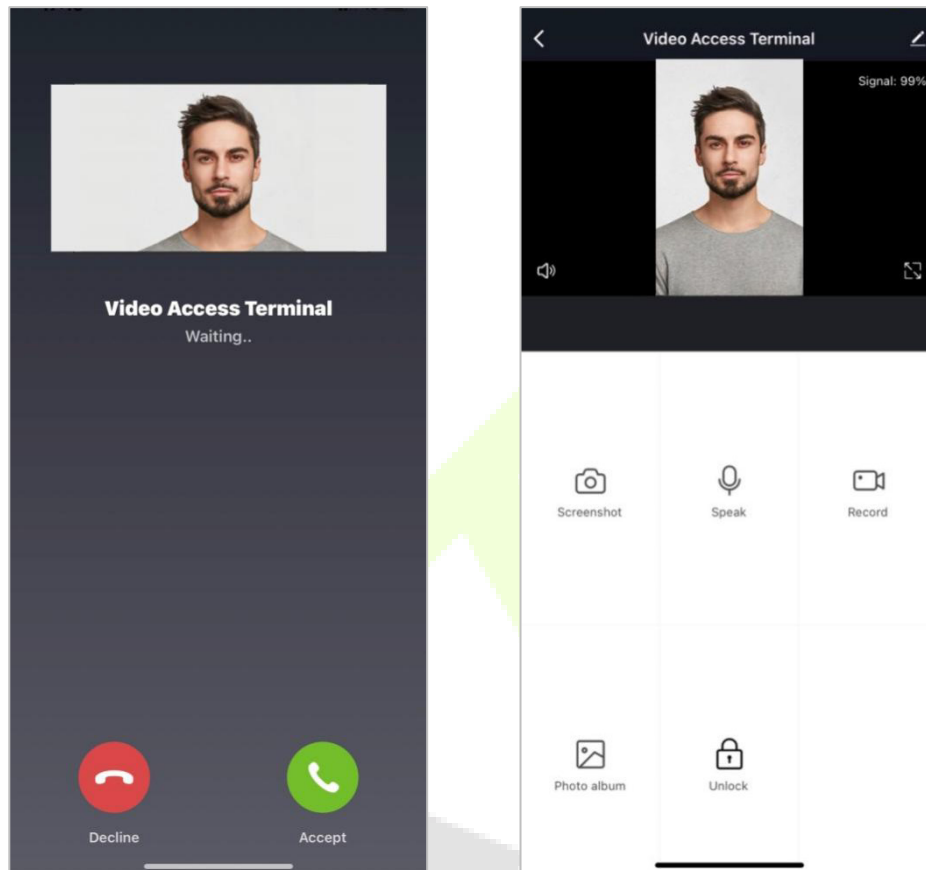 Video Access Terminal
Waiting..
Decline
Accept
Video Access Terminal
Signal: 99%
Screenshot
Speak
Record
Photo album
Unlock